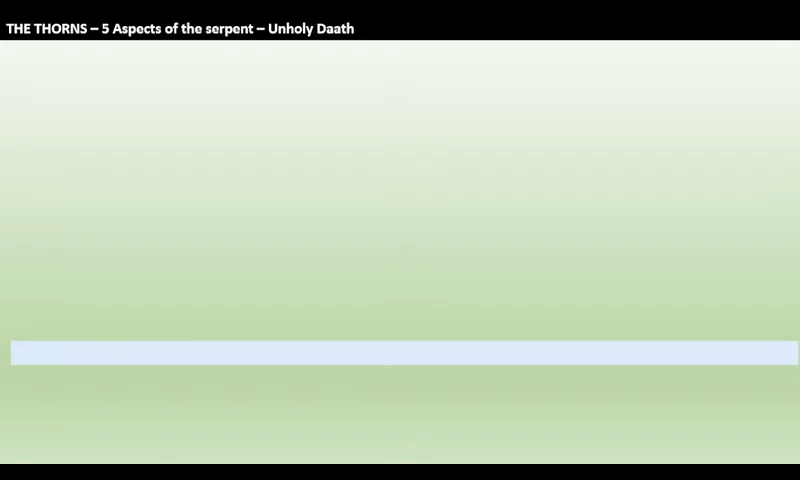 THE THORNS – 5 Aspects of the serpent – Unholy Daath